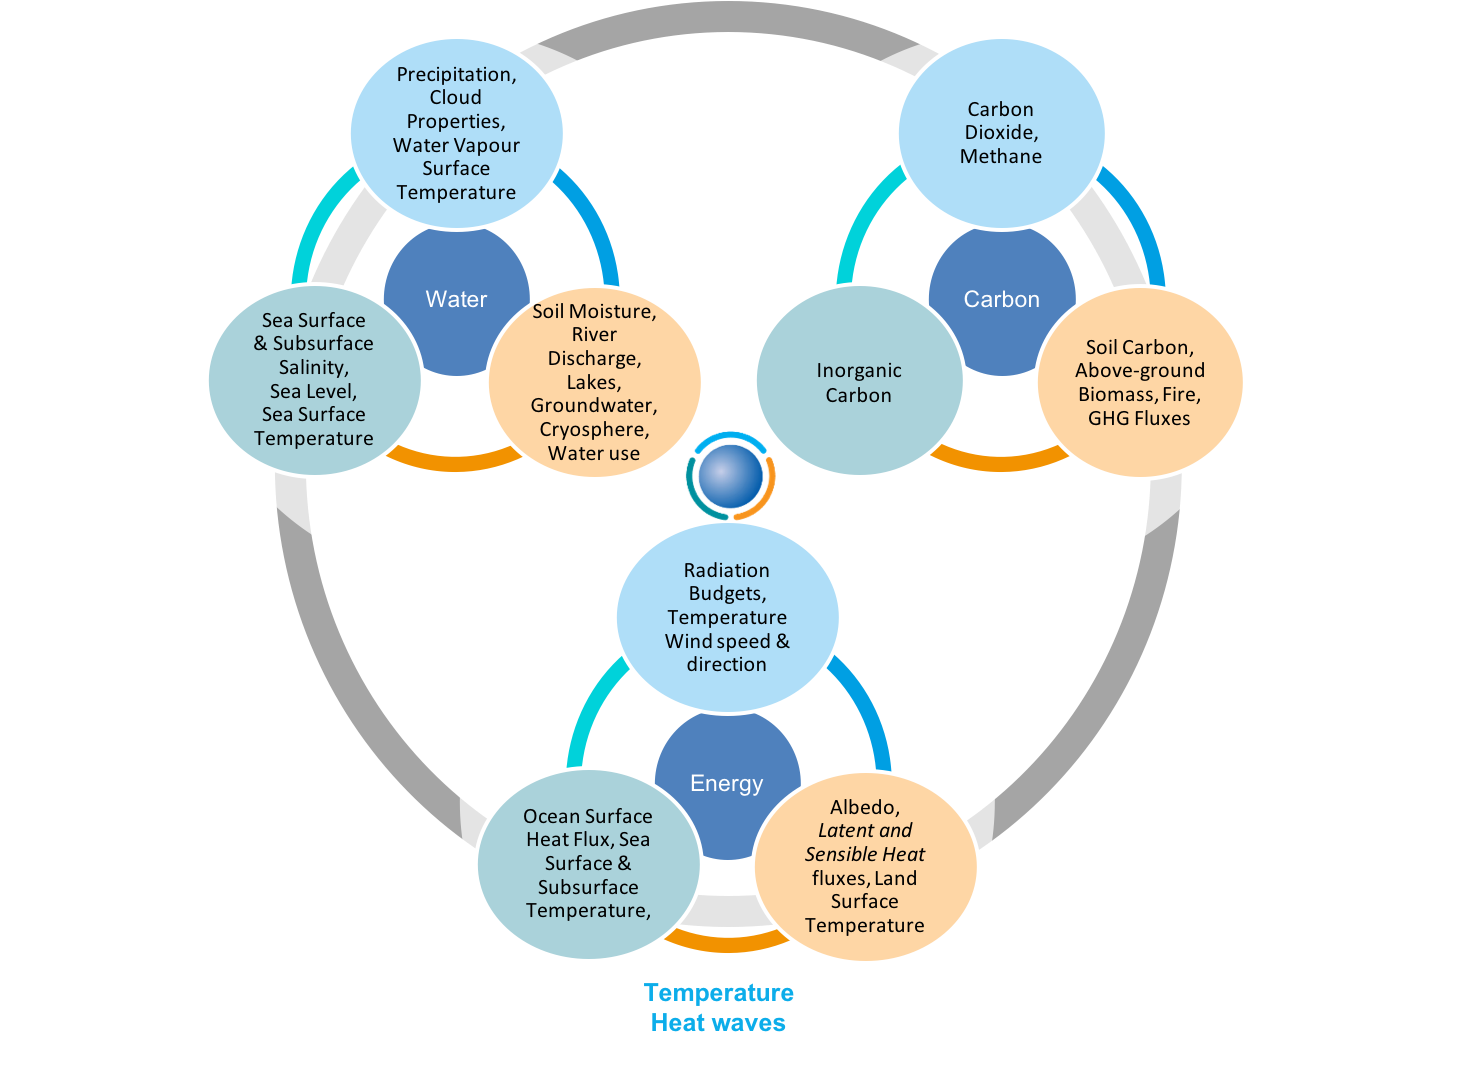 Precipitation,
Cloud
Properties,
Water Vapour
Surface
Temperature
Water
Sea Surface
& Subsurface
Salinity,
Sea Level,
Sea Surface
Temperature
Soil Moisture,
River
Discharge,
Lakes,
Groundwater,
Cryosphere,
Water use
Carbon
Dioxide,
Methane
Carbon
Inorganic
Carbon
Soil Carbon,
Above-ground
Biomass, Fire,
GHG Fluxes
Radiation
Budgets,
Temperature
Wind speed &
direction
Energy
Ocean Surface
Heat Flux, Sea
Surface &
Subsurface
Temperature,
Albedo,
Latent and
Sensible Heat
fluxes, Land
Surface
Temperature
Temperature
Heat waves